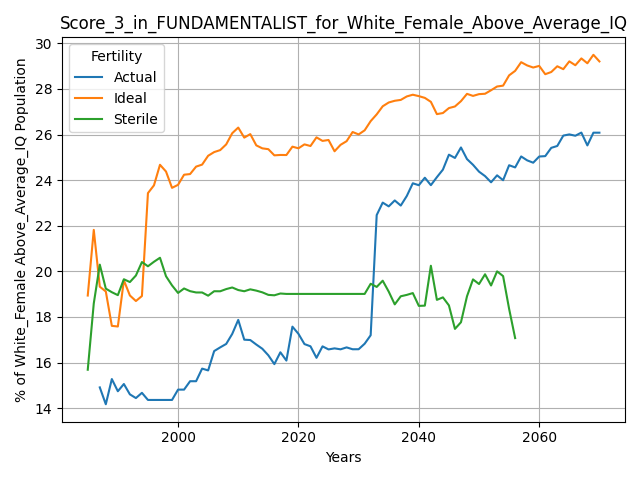 Score_3_in_FUNDAMENTALIST_for_White_Female_Above_Average_IQ
% of White_Female Above_Average_IQ Population
30
28
26
24
22
20
18
16
14
Fertility
Actual
Ideal
Sterile
2000
2020
2040
2060
Years